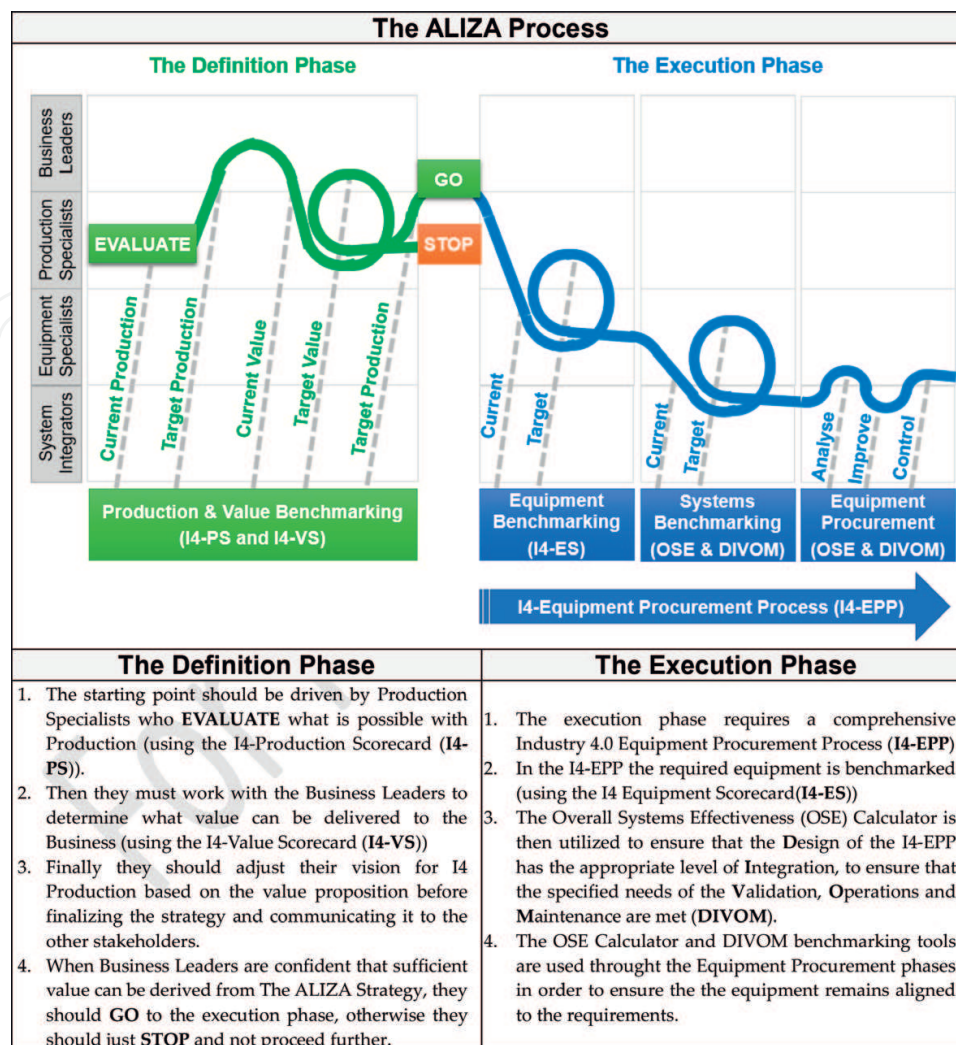 The ALIZA Process
The Definition Phase
The Execution Phase
Business
Leaders
Production
Specialists
Equipment
Specialists
System
Integrators
EVALUATE
GO
STOP
Current Production
Target Production
Current Value
Target Value
Target Production
Current
Target
Current
Target
Analyse
Improve
Control
Production & Value Benchmarking
(I4-PS and I4-VS)
Equipment
Benchmarking
(I4-ES)
Systems
Benchmarking
(OSE & DIVOM)
Equipment
Procurement
(OSE & DIVOM)
I4-Equipment Procurement Process (I4-EPP)
The Definition Phase
1. The starting point should be driven by Production
Specialists who EVALUATE what is possible with
Production (using the I4-Production Scorecard (I4-
PS)).
2. Then they must work with the Business Leaders to
determine what value can be delivered to the
Business (using the I4-Value Scorecard (I4-VS))
3. Finally they should adjust their vision for I4
Production based on the value proposition before
finalizing the strategy and communicating it to the
other stakeholders.
4. When Business Leaders are confident that sufficient
value can be derived from The ALIZA Strategy, they
should GO to the execution phase, otherwise they
should just STOP and not proceed further.
The Execution Phase
1. The execution phase requires a comprehensive
Industry 4.0 Equipment Procurement Process (I4-EPP)
2. In the I4-EPP the required equipment is benchmarked
(using the I4 Equipment Scorecard(I4-ES))
3. The Overall Systems Effectiveness (OSE) Calculator is
then utilized to ensure that the Design of the I4-EPP
has the appropriate level of Integration, to ensure that
the specified needs of the Validation, Operations and
Maintenance are met (DIVOM).
4. The OSE Calculator and DIVOM benchmarking tools
are used throught the Equipment Procurement phases
in order to ensure the the equipment remains aligned
to the requirements.
For